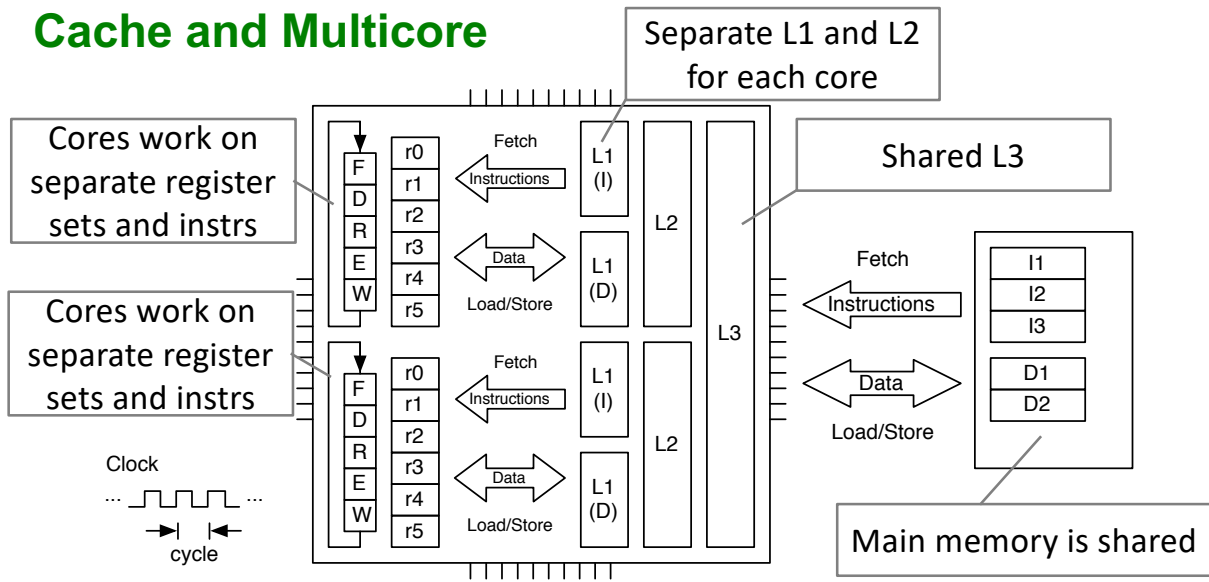 Cache and Multicore
Separate L1 and L2
for each core
Cores work on
separate register
sets and instrs
Shared L3
F
D
R
E
W
r0
r1
r2
r3
r4
r5
Fetch
Instructions
Data
Load/Store
L1
(I)
L1
(D)
L2
L3
Fetch
Instructions
Data
Load/Store
I1
I2
I3
D1
D2
Cores work on
separate register
sets and instrs
F
D
R
E
W
r0
r1
r2
r3
r4
r5
Fetch
Instructions
Data
Load/Store
L1
(I)
L1
(D)
L2
Clock
... ...
cycle
Main memory is shared